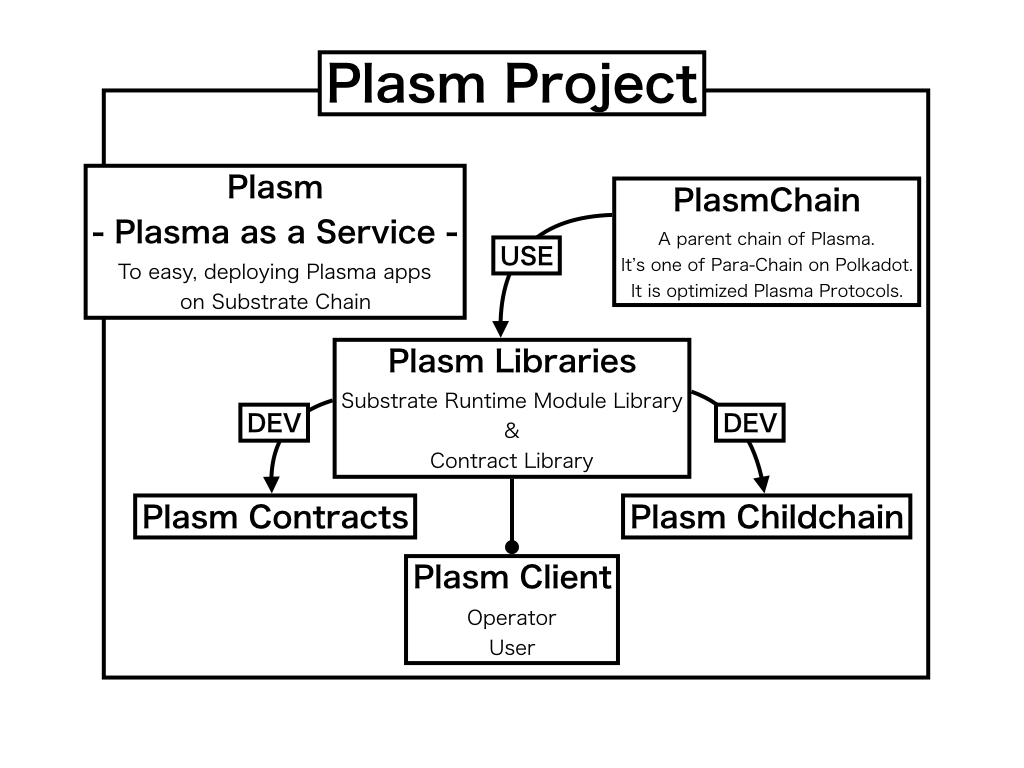 Plasm Project
Plasm
- Plasma as a Service -
To easy, deploying Plasma apps
on Substrate Chain
PlasmChain
A parent chain of Plasma.
It's one of Para-Chain on Polkadot.
It is optimized Plasma Protocols.
USE
Plasm Libraries
Substrate Runtime Module Library
&
Contract Library
DEV
DEV
Plasm Contracts
Plasm Childchain
Plasm Client
Operator
User